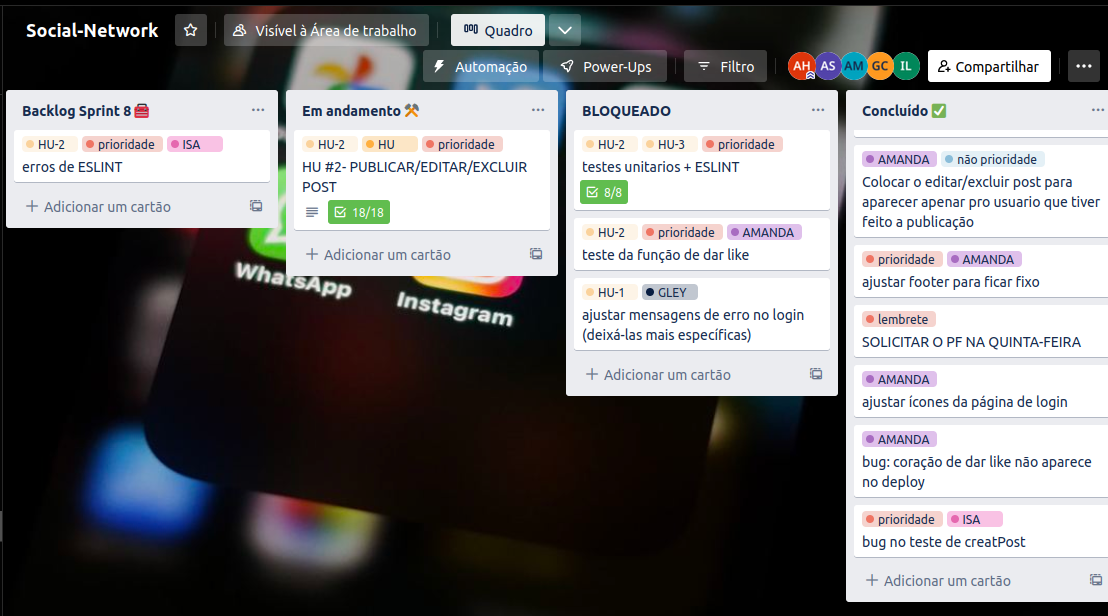 Social-Network
Visível à Área de trabalho
Quadro
Automação
Power-Ups
Filtro
AH
AS
AM
GC
IL
Compartilhar
Backlog Sprint 8
HU-2 prioridade ISA
erros de ESLINT
Adicionar um cartão
Em andamento
HU-2 HU prioridade
HU #2- PUBLICAR/EDITAR/EXCLUIR
POST
18/18
Adicionar um cartão
BLOQUEADO
HU-2 HU-3 prioridade
testes unitarios + ESLINT
8/8
HU-2 prioridade AMANDA
teste da função de dar like
HU-1 GLEY
ajustar mensagens de erro no login
(deixá-las mais específicas)
Adicionar um cartão
Concluído
AMANDA não prioridade
Colocar o editar/excluir post para
aparecer apenar pro usuario que tiver
feito a publicação
prioridade AMANDA
ajustar footer para ficar fixo
lembrete
SOLICITAR O PF NA QUINTA-FEIRA
AMANDA
ajustar ícones da página de login
AMANDA
bug: coração de dar like não aparece
no deploy
prioridade ISA
bug no teste de creatPost
Adicionar um cartão
WhatsApp
Instagram